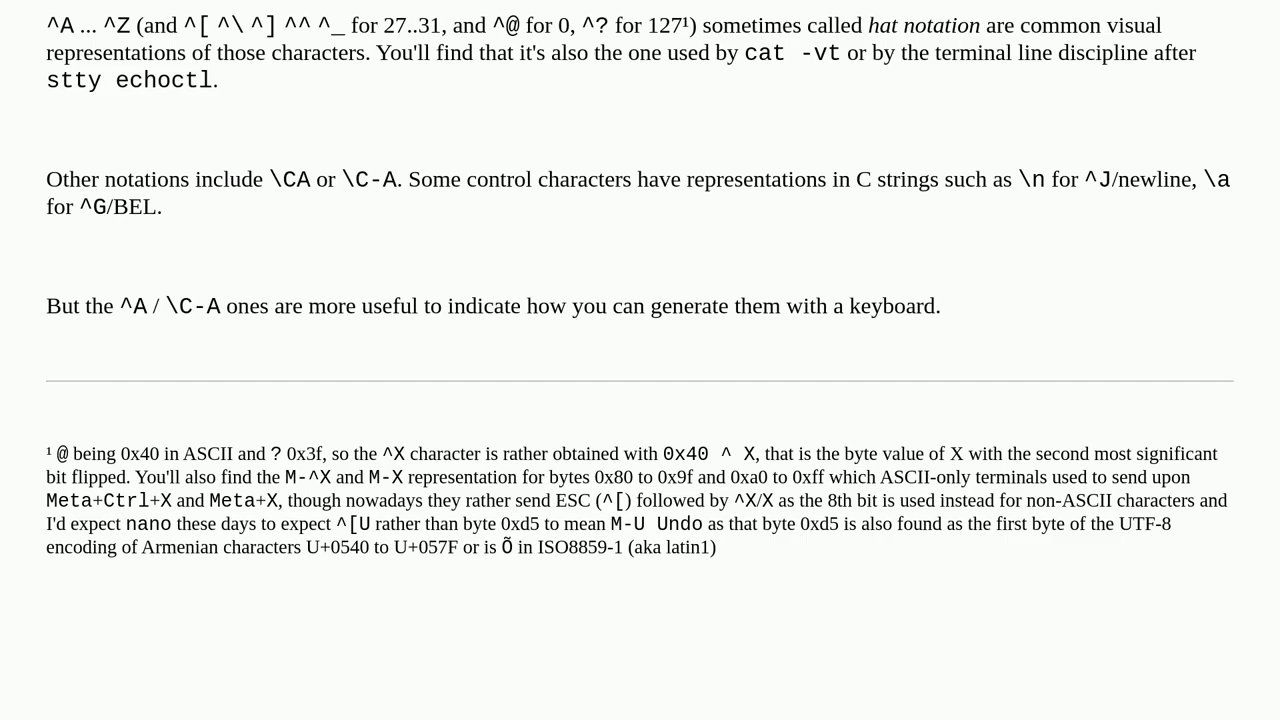 ^A ... ^Z (and ^[ ^\ ^] ^^ ^_ for 27..31, and ^@ for 0, ^? for 127¹) sometimes called hat notation are common visual
representations of those characters. You'll find that it's also the one used by cat -vt or by the terminal line discipline after
stty echoctl.
Other notations include \CA or \C-A. Some control characters have representations in C strings such as \n for ^J/newline, \a
for ^G/BEL.
But the ^A / \C-A ones are more useful to indicate how you can generate them with a keyboard.
¹ @ being 0x40 in ASCII and ? 0x3f, so the ^X character is rather obtained with 0x40 ^ X, that is the byte value of X with the second most significant
bit flipped. You'll also find the M-^X and M-X representation for bytes 0x80 to 0x9f and 0xa0 to 0xff which ASCII-only terminals used to send upon
Meta+Ctrl+X and Meta+X, though nowadays they rather send ESC (^[) followed by ^X/X as the 8th bit is used instead for non-ASCII characters and
I'd expect nano these days to expect ^[U rather than byte 0xd5 to mean M-U Undo as that byte 0xd5 is also found as the first byte of the UTF-8
encoding of Armenian characters U+0540 to U+057F or is Õ in ISO8859-1 (aka latin1)